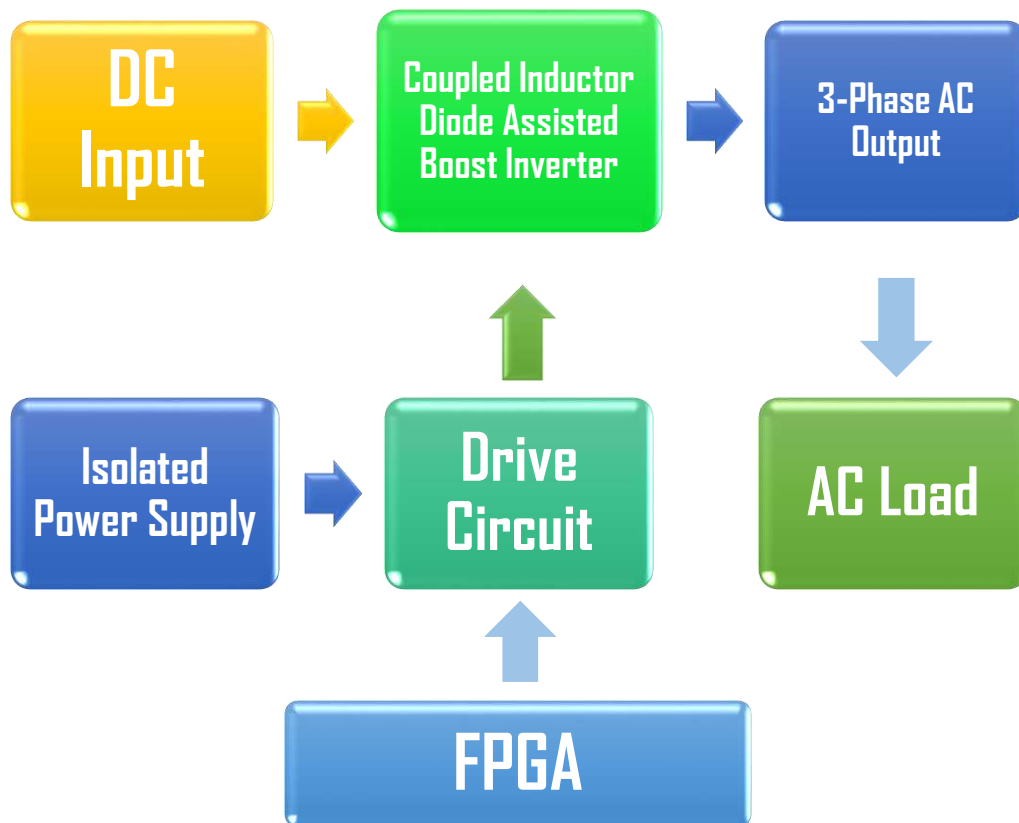 DC
Input
Coupled Inductor
Diode Assisted
Boost Inverter
3-Phase AC
Output
Isolated
Power Supply
Drive
Circuit
AC Load
FPGA